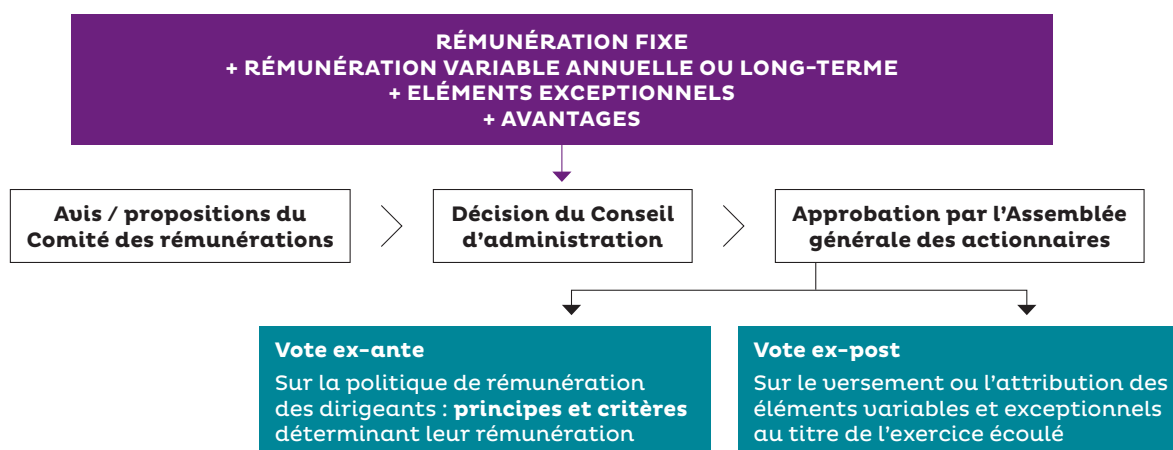 RÉMUNÉRATION FIXE
+ RÉMUNÉRATION VARIABLE ANNUELLE OU LONG-TERME
+ ELÉMENTS EXCEPTIONNELS
+ AVANTAGES
Avis / propositions du
Comité des rémunérations
Décision du Conseil
d'administration
Approbation par l'Assemblée
générale des actionnaires
Vote ex-ante
Sur la politique de rémunération
des dirigeants : principes et critères
déterminant leur rémunération
Vote ex-post
Sur le versement ou l'attribution des
éléments variables et exceptionnels
au titre de l'exercice écoulé